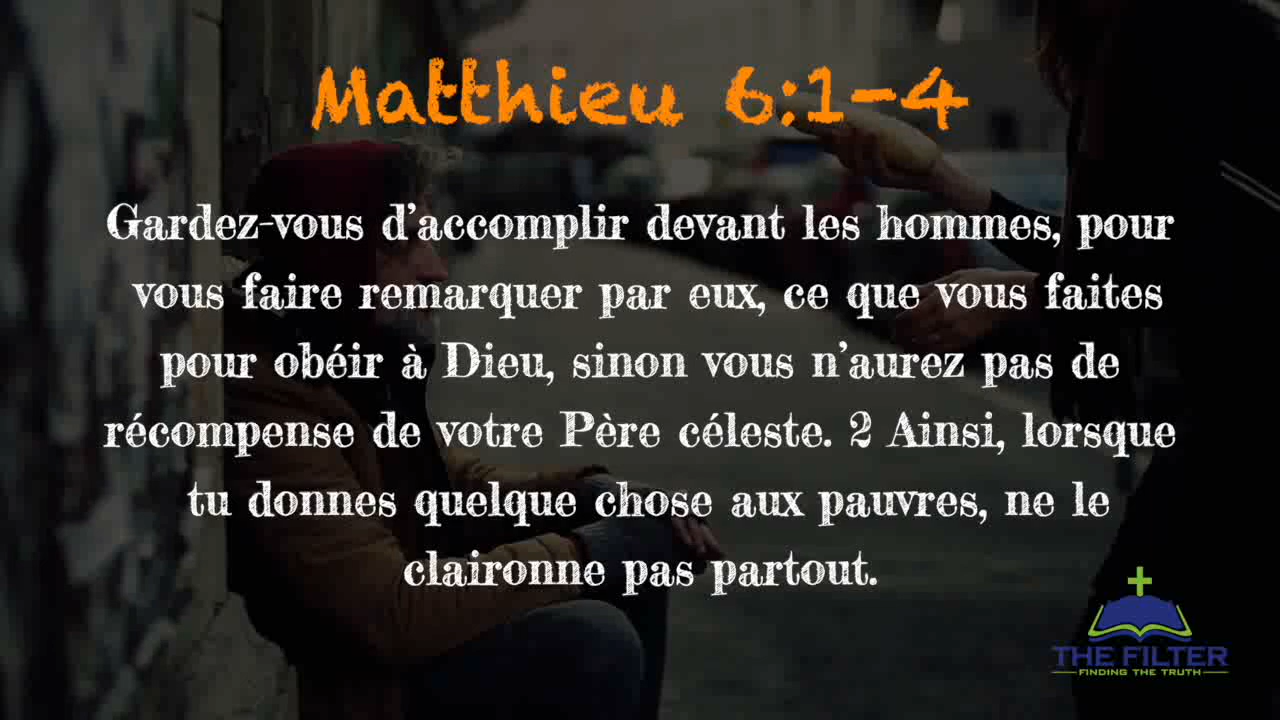 Matthieu 6:1-4
Gardez-vous d’accomplir devant les hommes, pour
vous faire remarquer par eux, ce que vous faites
pour obéir à Dieu, sinon vous n’aurez pas de
récompense de votre Père céleste. 2 Ainsi, lorsque
tu donnes quelque chose aux pauvres, ne le
claironne pas partout.
THE FILTER
FINDING THE TRUTH